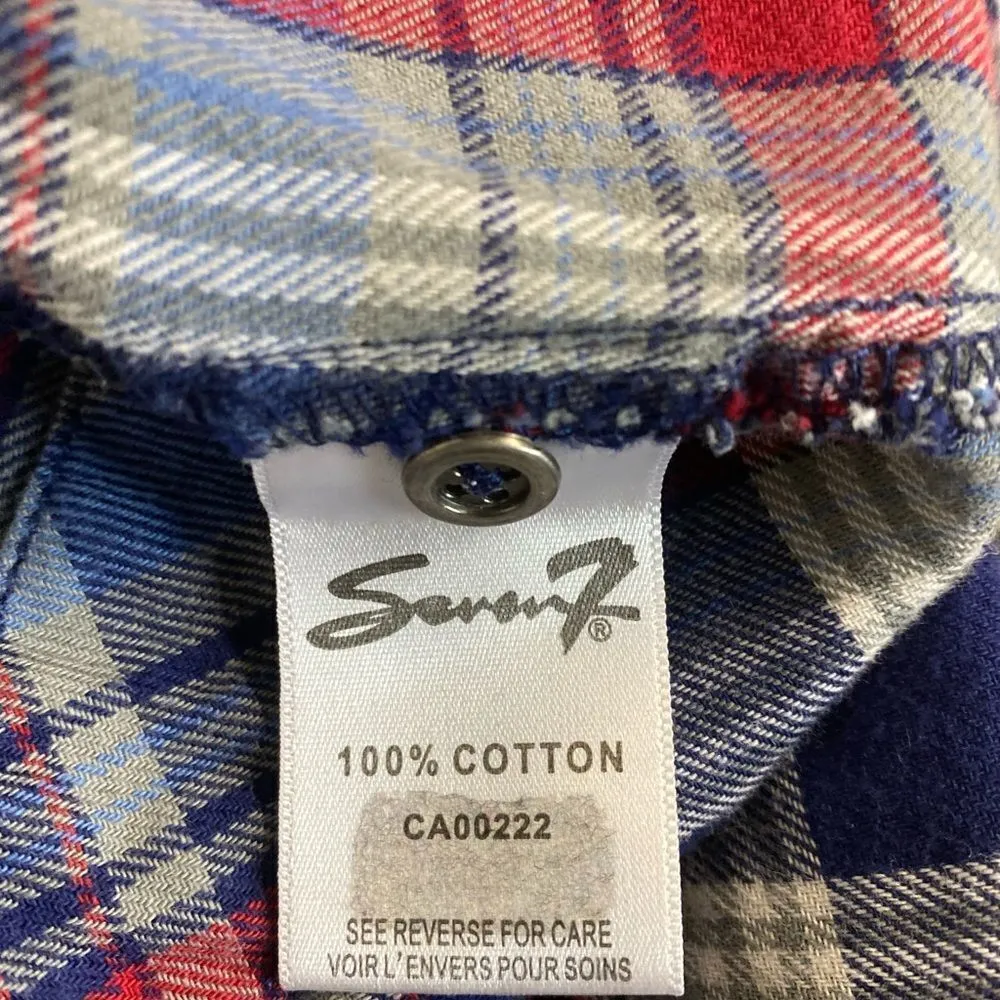 Seven7®
100% COTTON
CA00222
SEE REVERSE FOR CARE
VOIR L'ENVERS POUR SOINS